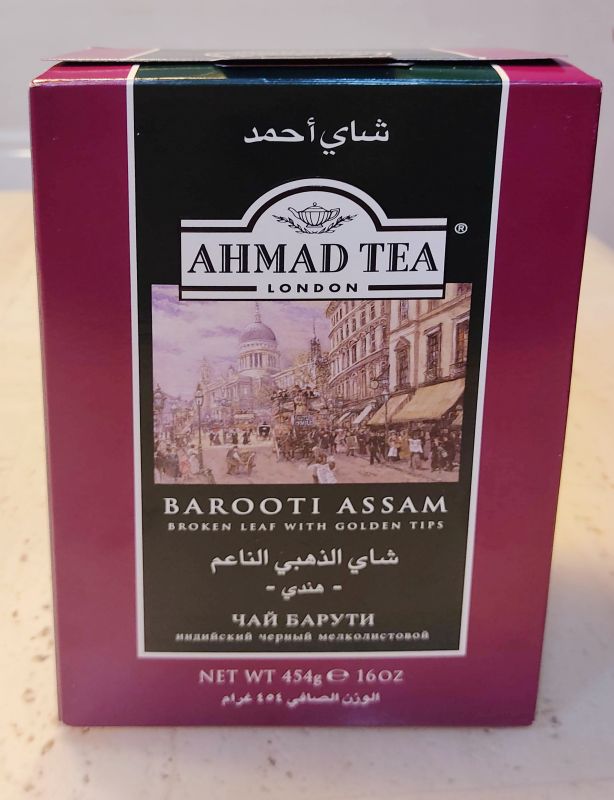 شاي أحمد
AHMAD TEA ®
LONDON
BAROOTI ASSAM
BROKEN LEAF WITH GOLDEN TIPS
شاي الذهبي الناعم
- هندي -
ЧАЙ БАРУТИ
индийский черный мелколистовой
NET WT 454g ℮ 16OZ
الوزن الصافي ٤٥٤ غرام